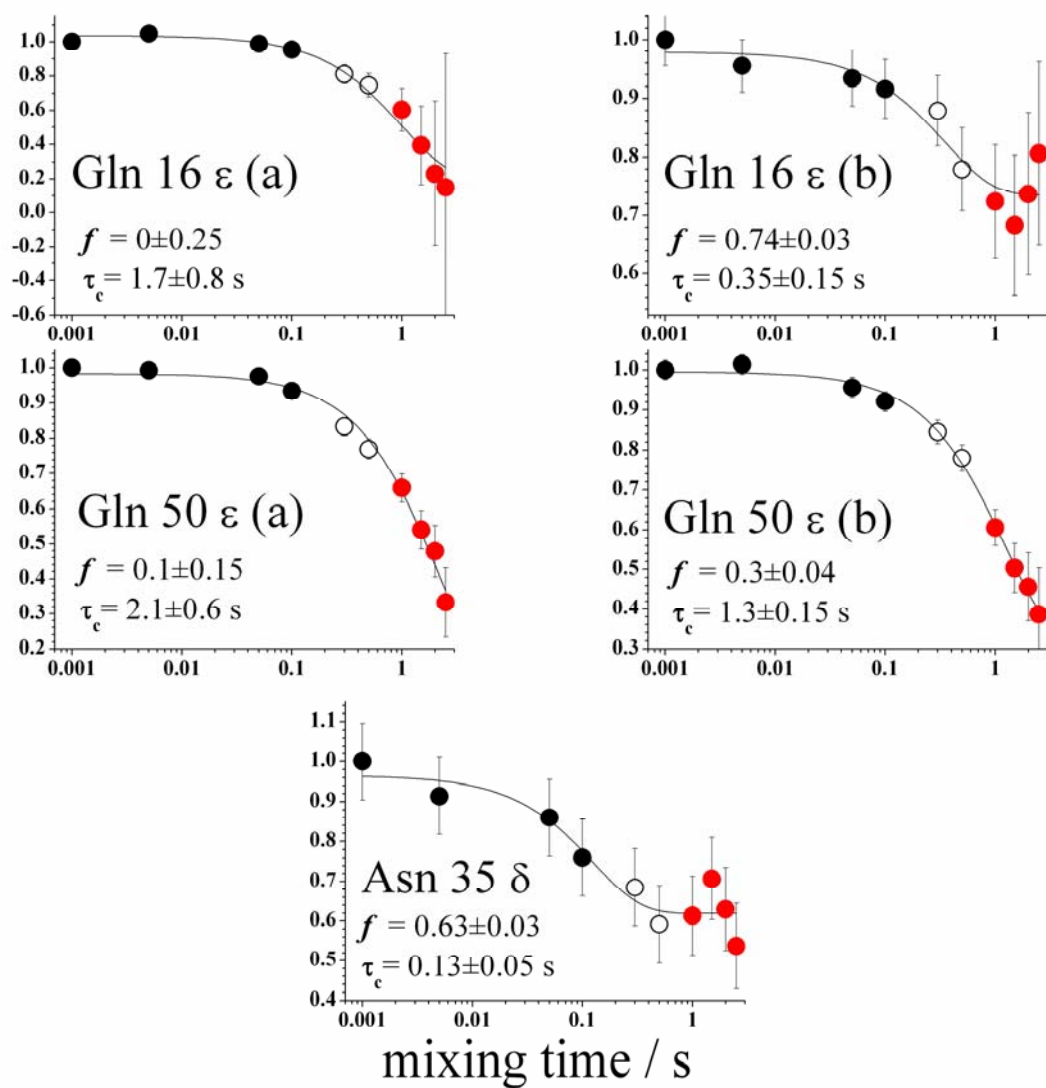 1.0
0.8
0.6
0.4
0.2
0.0
-0.2
-0.4
-0.6
Gln 16 ε (a)
f = 0±0.25
τc = 1.7±0.8 s
0.001 0.01 0.1 1
1.0
0.9
0.8
0.7
0.6
Gln 16 ε (b)
f = 0.74±0.03
τc = 0.35±0.15 s
0.001 0.01 0.1 1
1.0
0.9
0.8
0.7
0.6
0.5
0.4
0.3
0.2
Gln 50 ε (a)
f = 0.1±0.15
τc = 2.1±0.6 s
0.001 0.01 0.1 1
1.0
0.9
0.8
0.7
0.6
0.5
0.4
0.3
Gln 50 ε (b)
f = 0.3±0.04
τc = 1.3±0.15 s
0.001 0.01 0.1 1
1.1
1.0
0.9
0.8
0.7
0.6
0.5
0.4
Asn 35 δ
f = 0.63±0.03
τc = 0.13±0.05 s
0.001 0.01 0.1 1
mixing time / s